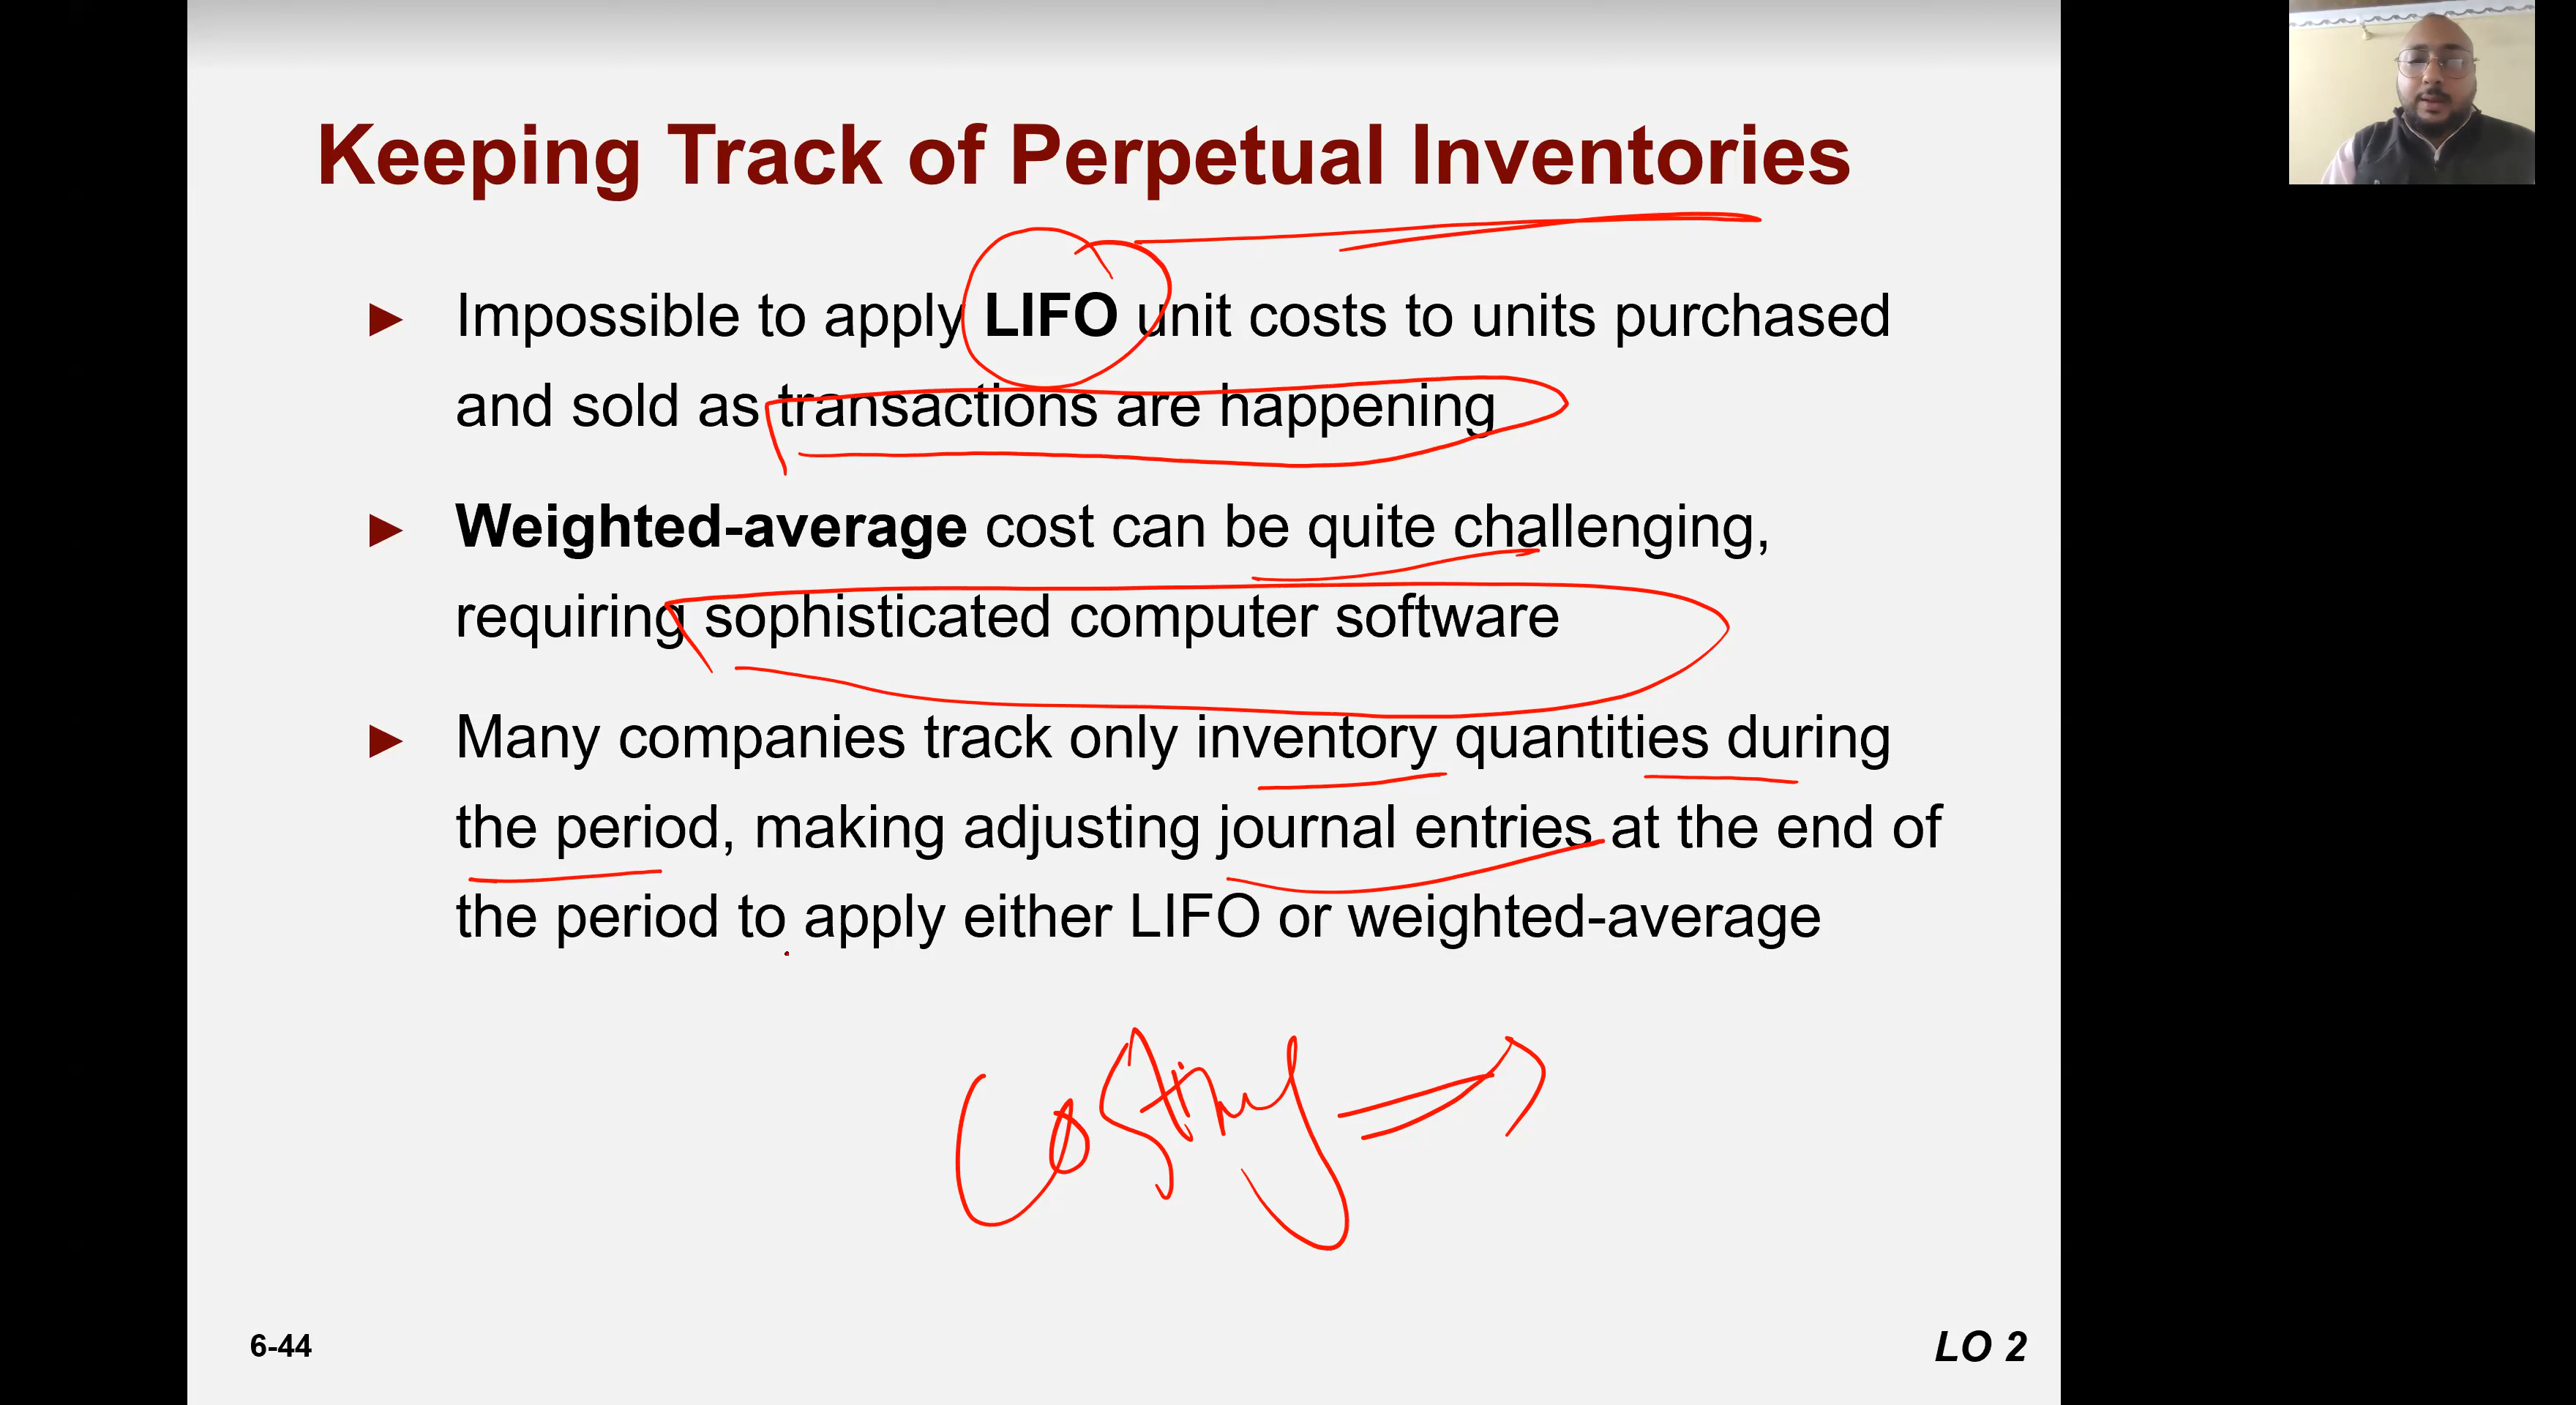 Keeping Track of Perpetual Inventories
► Impossible to apply LIFO unit costs to units purchased
and sold as transactions are happening
► Weighted-average cost can be quite challenging,
requiring sophisticated computer software
► Many companies track only inventory quantities during
the period, making adjusting journal entries at the end of
the period to apply either LIFO or weighted-average
Costing
6-44
LO 2